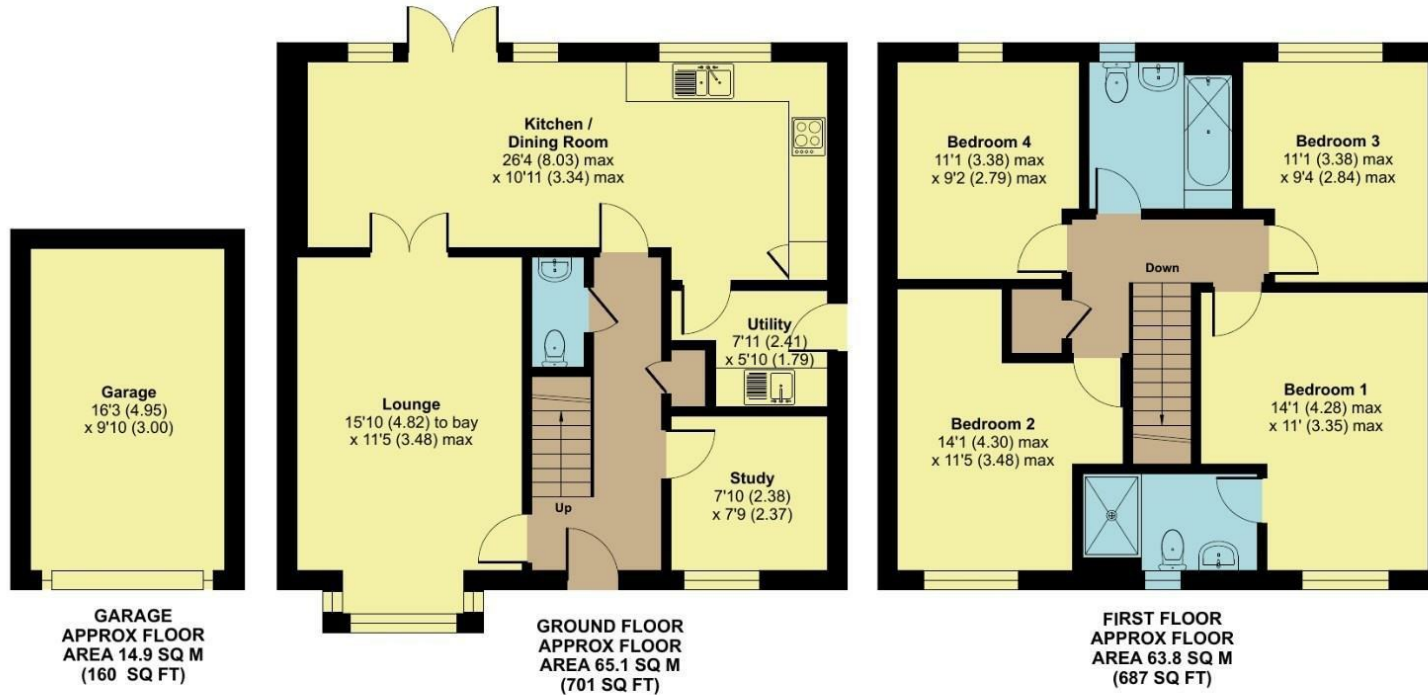 Garage
16'3 (4.95)
x 9'10 (3.00)
GARAGE
APPROX FLOOR
AREA 14.9 SQ M
(160 SQ FT)
Kitchen /
Dining Room
26'4 (8.03) max
x 10'11 (3.34) max
Lounge
15'10 (4.82) to bay
x 11'5 (3.48) max
Up
Utility
7'11 (2.41)
x 5'10 (1.79)
Study
7'10 (2.38)
x 7'9 (2.37)
GROUND FLOOR
APPROX FLOOR
AREA 65.1 SQ M
(701 SQ FT)
Bedroom 4
11'1 (3.38) max
x 9'2 (2.79) max
Bedroom 3
11'1 (3.38) max
x 9'4 (2.84) max
Down
Bedroom 2
14'1 (4.30) max
x 11'5 (3.48) max
Bedroom 1
14'1 (4.28) max
x 11' (3.35) max
FIRST FLOOR
APPROX FLOOR
AREA 63.8 SQ M
(687 SQ FT)